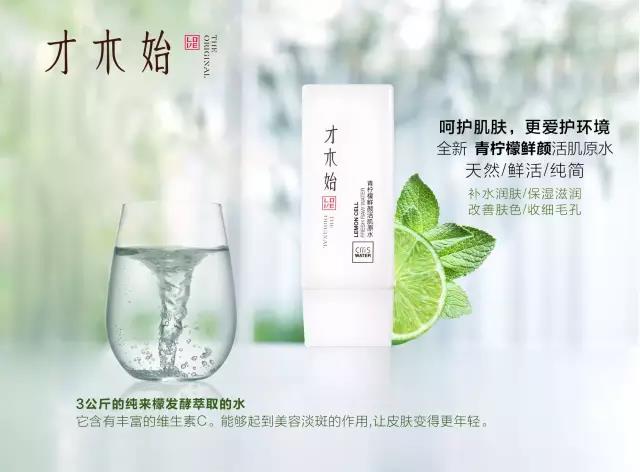 才木始
LOVE
THE ORIGINAL
呵护肌肤，更爱护环境
全新 青柠檬鲜颜活肌原水
天然/鲜活/纯简
补水润肤/保湿滋润
改善肤色/收细毛孔
才木始
LOVE
THE ORIGINAL
青柠檬鲜颜活肌原水
LEMON CELL
WATER
3公斤的纯来檬发酵萃取的水
它含有丰富的维生素C。能够起到美容淡斑的作用,让皮肤变得更年轻。